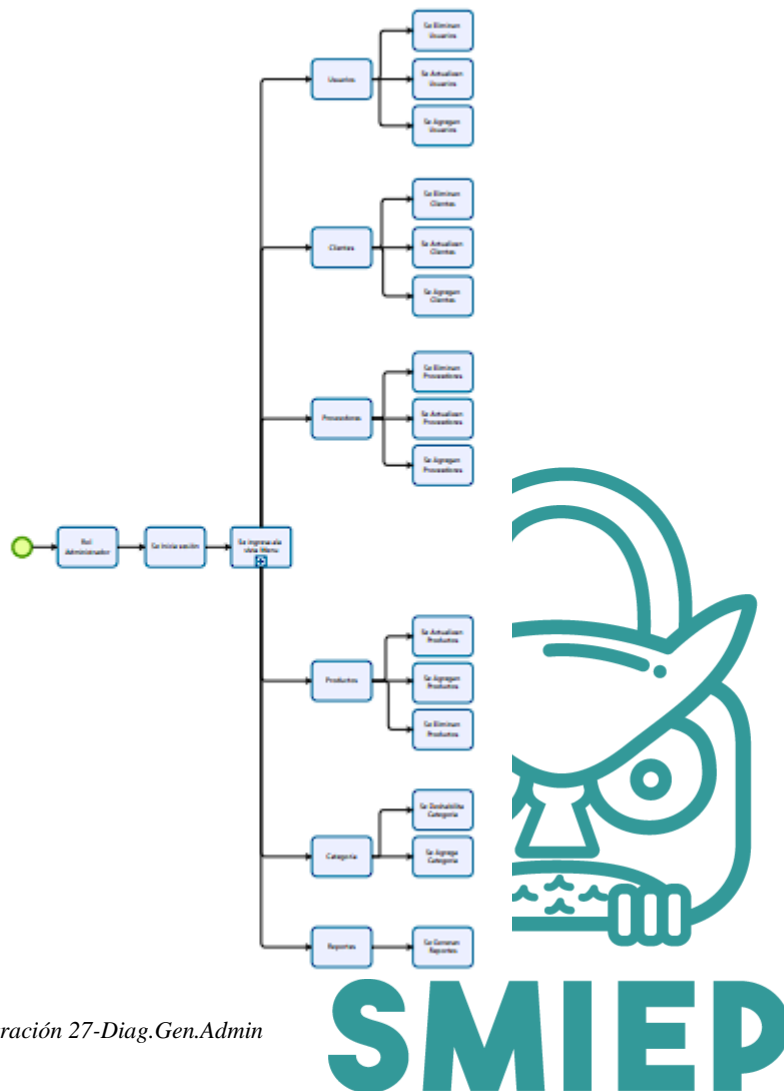 Se Eliminan
Usuarios
Usuarios
Se Actualizan
Usuarios
Se Agregan
Usuarios
Se Eliminan
Clientes
Clientes
Se Actualizan
Clientes
Se Agregan
Clientes
Se Eliminan
Proveedores
Proveedores
Se Actualizan
Proveedores
Se Agregan
Proveedores
Rol
Administrador
Se inicia sesión
Se ingresa ala
vista Menu
Se Actualizan
Productos
Productos
Se Agregan
Productos
Se Eliminan
Productos
Se Deshabilita
Categoria
Categoria
Se Agrega
Categoria
Reportes
Se Generan
Reportes
ración 27-Diag.Gen.Admin
SMIEP